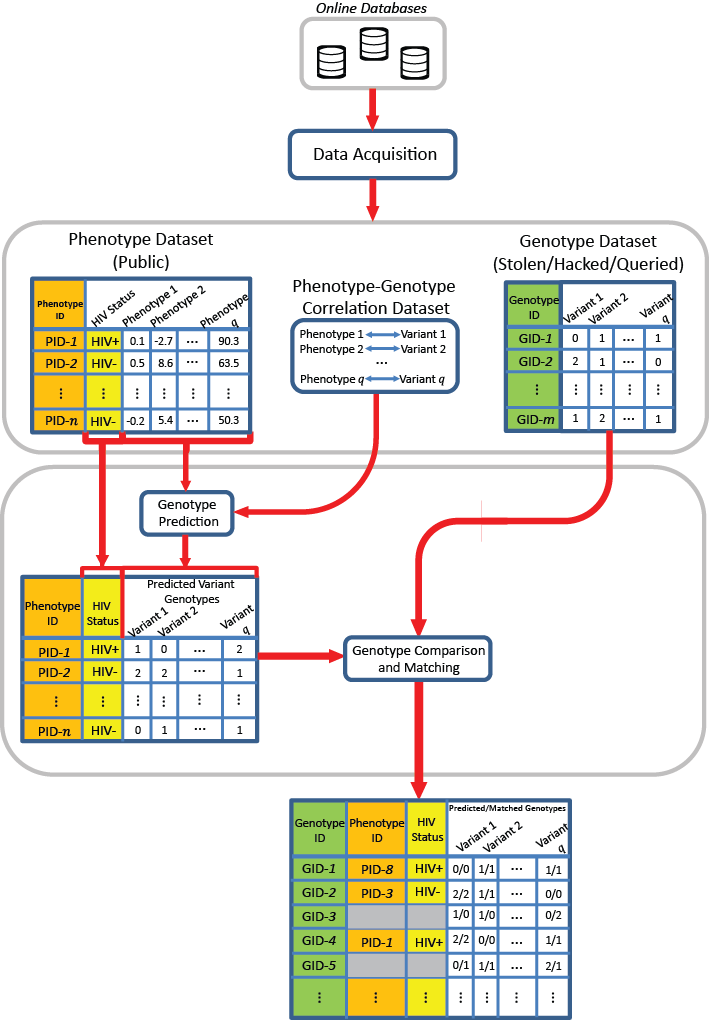 Online Databases
Data Acquisition
Phenotype Dataset
(Public)
Phenotype
ID
HIV Status
Phenotype 1
Phenotype 2
Phenotype
q
PID-1 HIV+ 0.1 -2.7 ... 90.3
PID-2 HIV- 0.5 8.6 ... 63.5
⋮ ⋮ ⋮ ⋮ ⋮
PID-n HIV- -0.2 5.4 ... 50.3
Phenotype-Genotype
Correlation Dataset
Phenotype 1 Variant 1
Phenotype 2 Variant 2
...
Phenotype q Variant q
Genotype Dataset
(Stolen/Hacked/Queried)
Genotype
ID
Variant 1
Variant 2
Variant
q
GID-1 0 1 ... 1
GID-2 2 1 ... 0
⋮ ⋮ ⋮ ⋮
GID-m 1 2 ... 1
Genotype
Prediction
Phenotype
ID
HIV
Status
Predicted Variant
Genotypes
Variant 1
Variant 2
Variant
q
PID-1 HIV+ 1 0 ... 2
PID-2 HIV- 2 2 ... 1
⋮ ⋮ ⋮ ⋮ ⋮ ⋮
PID-n HIV- 0 1 ... 1
Genotype Comparison
and Matching
Genotype
ID
Phenotype
ID
HIV
Status
Predicted/Matched Genotypes
Variant 1
Variant 2
Variant
q
GID-1 PID-8 HIV+ 0/0 1/1 ... 1/1
GID-2 PID-3 HIV- 2/2 1/1 ... 0/0
GID-3 1/0 1/0 ... 0/2
GID-4 PID-1 HIV+ 2/2 0/0 ... 1/1
GID-5 0/1 1/1 ... 2/1
⋮ ⋮ ⋮ ⋮ ⋮ ⋮ ⋮